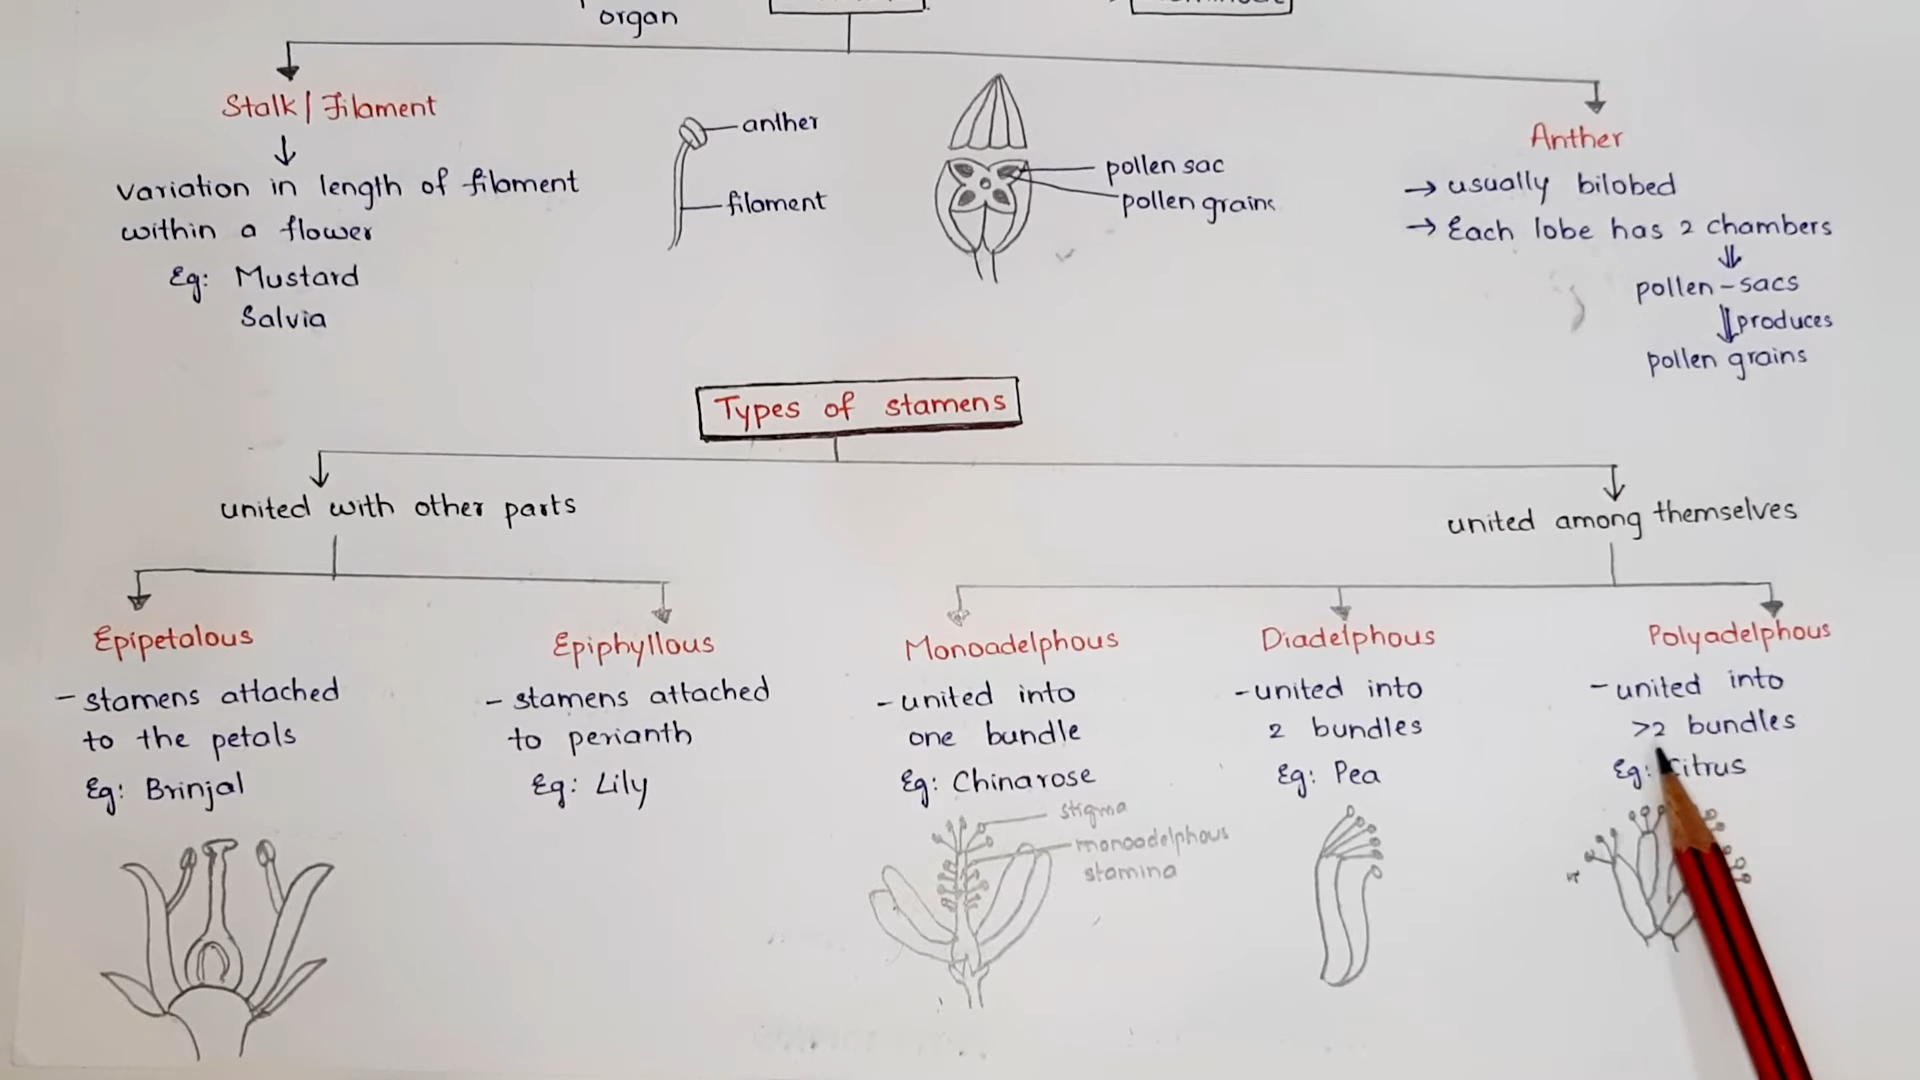 organ
Stalk / Filament
variation in length of filament
within a flower
Eg: Mustard
Salvia
anther
filament
pollen sac
pollen grains
Anther
→ usually bilobed
→ Each lobe has 2 chambers
pollen-sacs
produces
pollen grains
Types of stamens
united with other parts
united among themselves
Epipetalous
- stamens attached
to the petals
Eg: Brinjal
Epiphyllous
- stamens attached
to perianth
Eg: Lily
Monoadelphous
- united into
one bundle
Eg: Chinarose
stigma
monoadelphous
stamina
Diadelphous
- united into
2 bundles
Eg: Pea
Polyadelphous
- united into
>2 bundles
Eg: Citrus